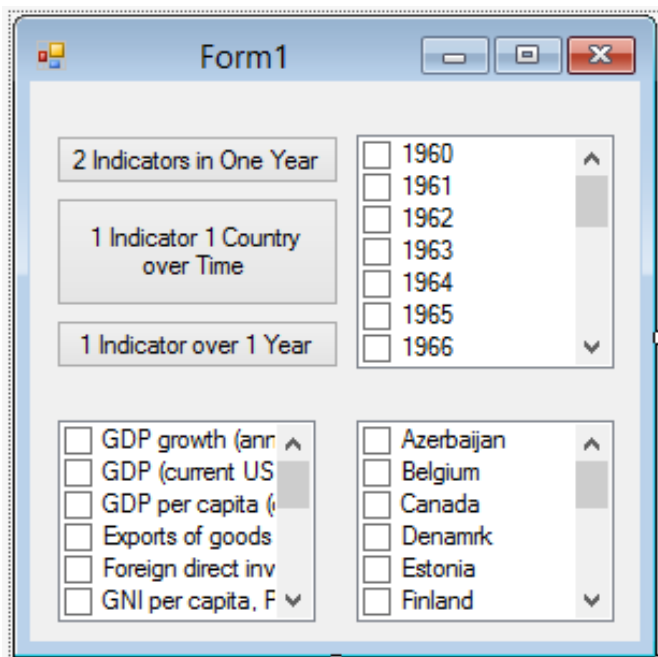 Form1
2 Indicators in One Year
1 Indicator 1 Country
over Time
1 Indicator over 1 Year
1960
1961
1962
1963
1964
1965
1966
GDP growth (ann
GDP (current US
GDP per capita (
Exports of goods
Foreign direct inv
GNI per capita, P
Azerbaijan
Belgium
Canada
Denamrk
Estonia
Finland